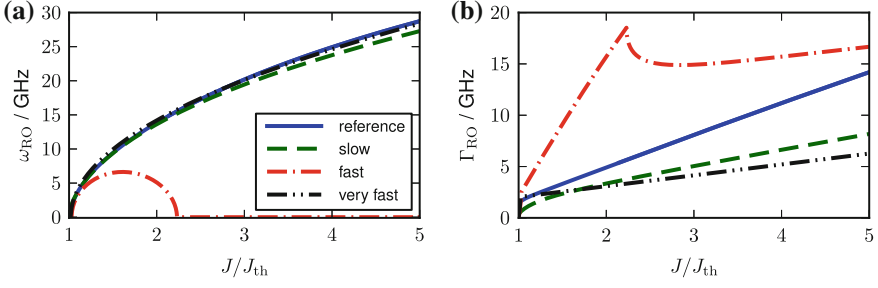 (a)
30
25
20
15
10
5
0
ω_RO / GHz
reference
slow
fast
very fast
1 2 3 4 5
J/J_th
(b)
20
15
10
5
0
Γ_RO / GHz
1 2 3 4 5
J/J_th